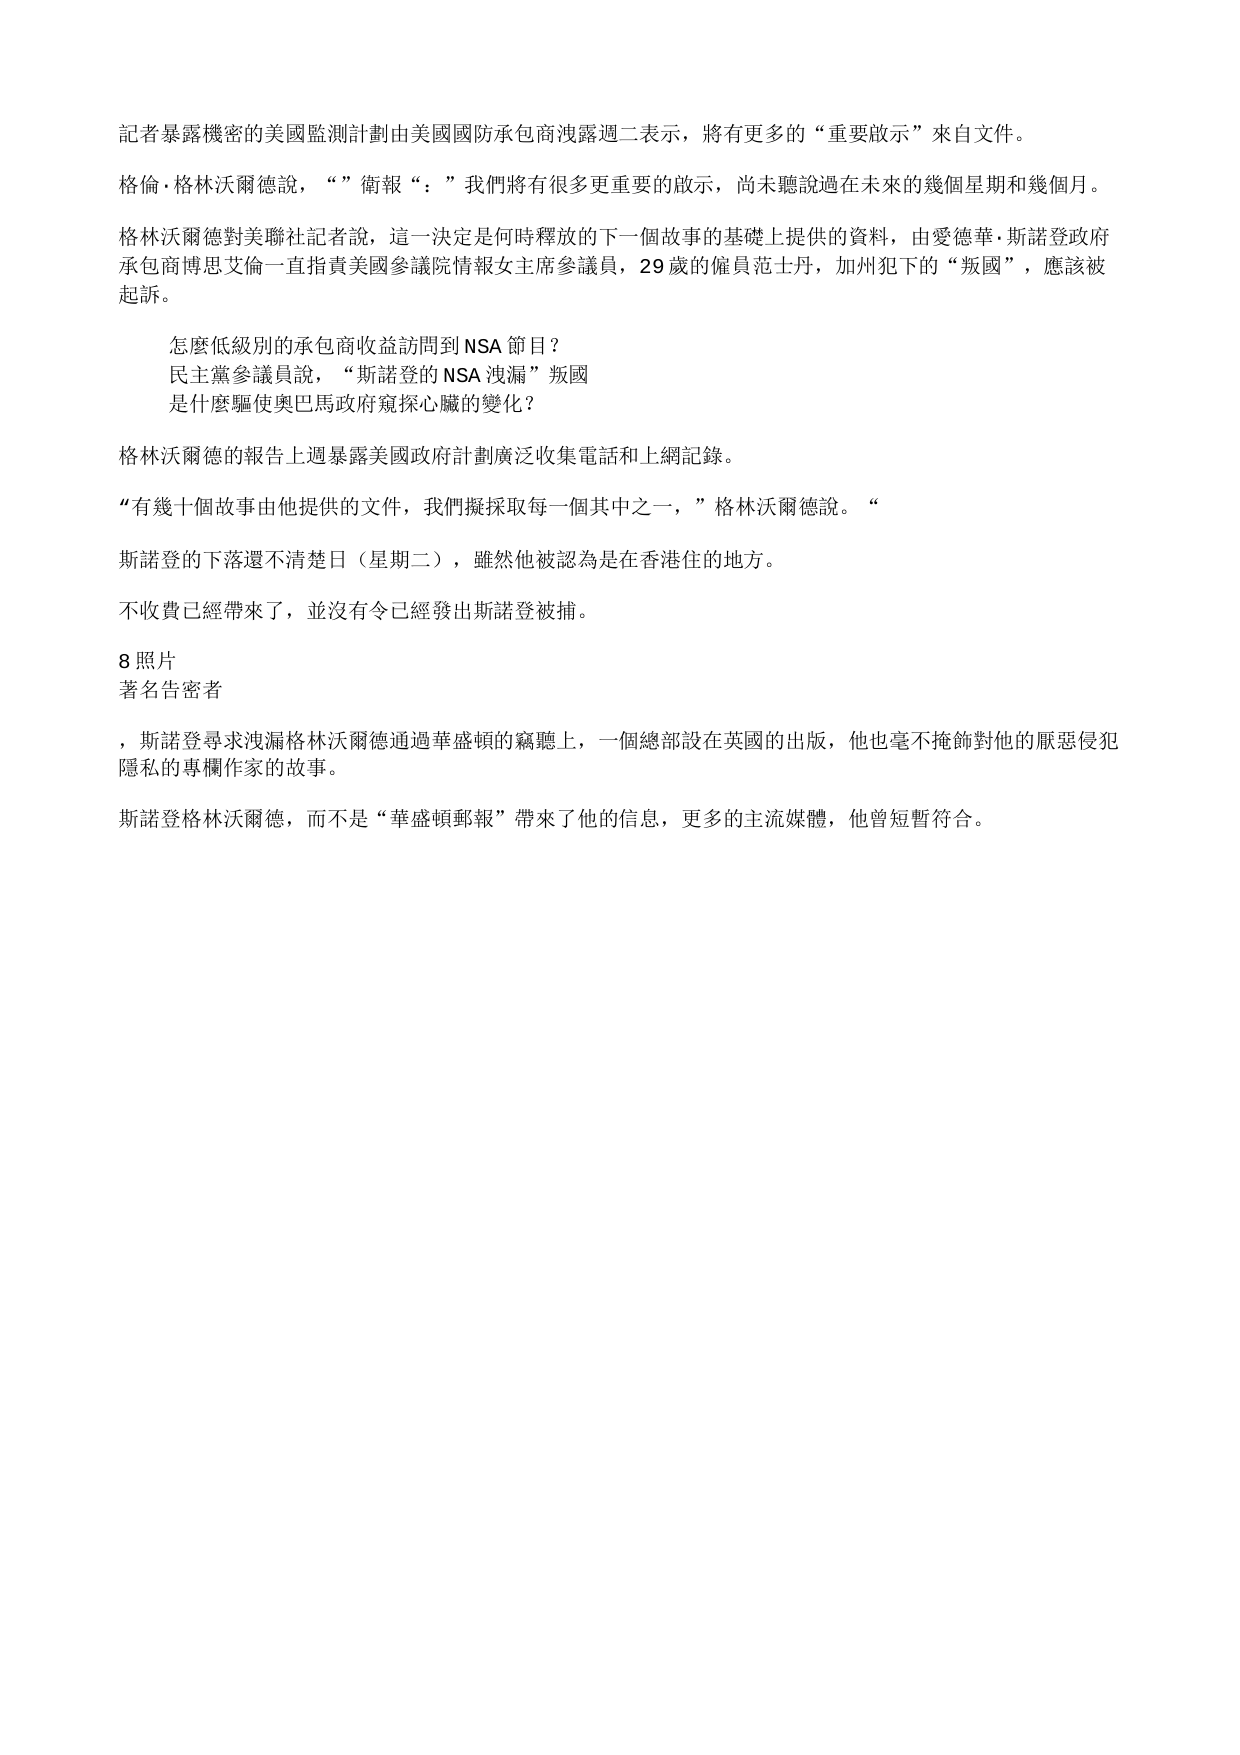 記者暴露機密的美國監測計劃由美國國防承包商洩露週二表示，將有更多的“重要啟示”來自文件。
格倫·格林沃爾德說，“”衛報“：”我們將有很多更重要的啟示，尚未聽說過在未來的幾個星期和幾個月。
格林沃爾德對美聯社記者說，這一決定是何時釋放的下一個故事的基礎上提供的資料，由愛德華·斯諾登政府
承包商博思艾倫一直指責美國參議院情報女主席參議員，29歲的僱員范士丹，加州犯下的“叛國”，應該被
起訴。
怎麼低級別的承包商收益訪問到NSA節目？
民主黨參議員說，“斯諾登的NSA洩漏”叛國
是什麼驅使奧巴馬政府窺探心臟的變化？
格林沃爾德的報告上週暴露美國政府計劃廣泛收集電話和上網記錄。
“有幾十個故事由他提供的文件，我們擬採取每一個其中之一，”格林沃爾德說。“
斯諾登的下落還不清楚日（星期二），雖然他被認為是在香港住的地方。
不收費已經帶來了，並沒有令已經發出斯諾登被捕。
8照片
著名告密者
，斯諾登尋求洩漏格林沃爾德通過華盛頓的竊聽上，一個總部設在英國的出版，他也毫不掩飾對他的厭惡侵犯
隱私的專欄作家的故事。
斯諾登格林沃爾德，而不是“華盛頓郵報”帶來了他的信息，更多的主流媒體，他曾短暫符合。